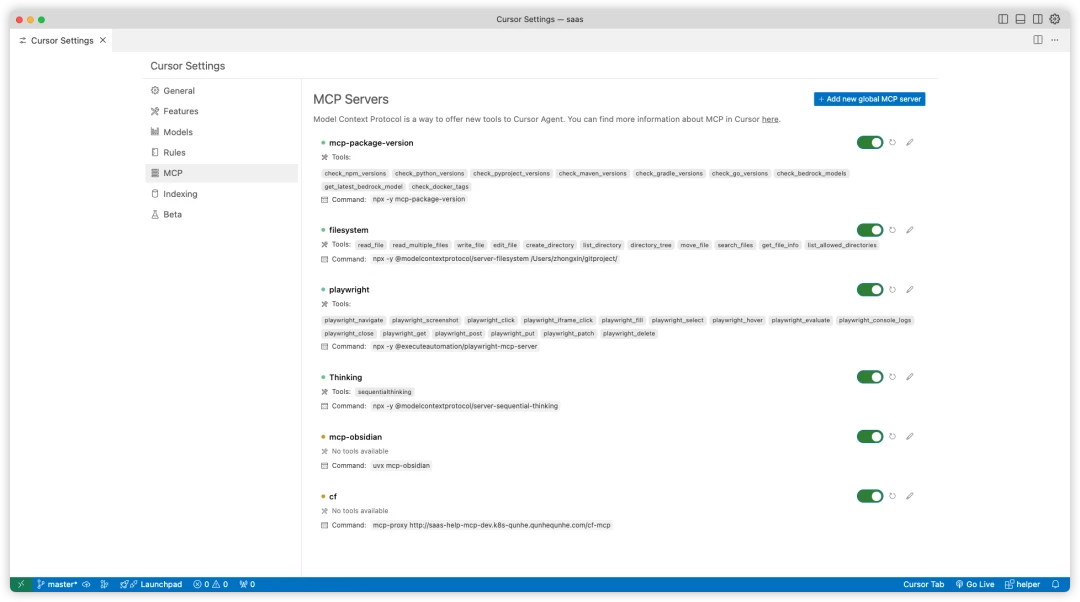 Cursor Settings — saas
Cursor Settings
Cursor Settings
General
Features
Models
Rules
MCP
Indexing
Beta
MCP Servers
+ Add new global MCP server
Model Context Protocol is a way to offer new tools to Cursor Agent. You can find more information about MCP in Cursor here.
mcp-package-version
Tools:
check_npm_versions check_python_versions check_pyproject_versions check_maven_versions check_gradle_versions check_go_versions check_bedrock_models
get_latest_bedrock_model check_docker_tags
Command: npx -y mcp-package-version
filesystem
Tools: read_file read_multiple_files write_file edit_file create_directory list_directory directory_tree move_file search_files get_file_info list_allowed_directories
Command: npx -y @modelcontextprotocol/server-filesystem /Users/zhongxin/gitproject/
playwright
Tools:
playwright_navigate playwright_screenshot playwright_click playwright_iframe_click playwright_fill playwright_select playwright_hover playwright_evaluate playwright_console_logs
playwright_close playwright_get playwright_post playwright_put playwright_patch playwright_delete
Command: npx -y @executeautomation/playwright-mcp-server
Thinking
Tools: sequentialthinking
Command: npx -y @modelcontextprotocol/server-sequential-thinking
mcp-obsidian
No tools available
Command: uvx mcp-obsidian
cf
No tools available
Command: mcp-proxy http://saas-help-mcp-dev.k8s-qunhe.qunhequnhe.com/cf-mcp
master* Launchpad 0 0 0 Cursor Tab Go Live helper